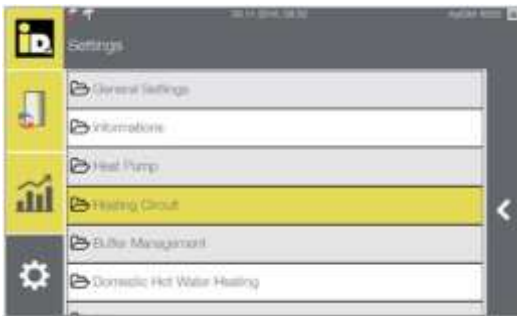 iD
Settings
General Settings
Informations
Heat Pump
Heating Circuit
Buffer Management
Domestic Hot Water Heating